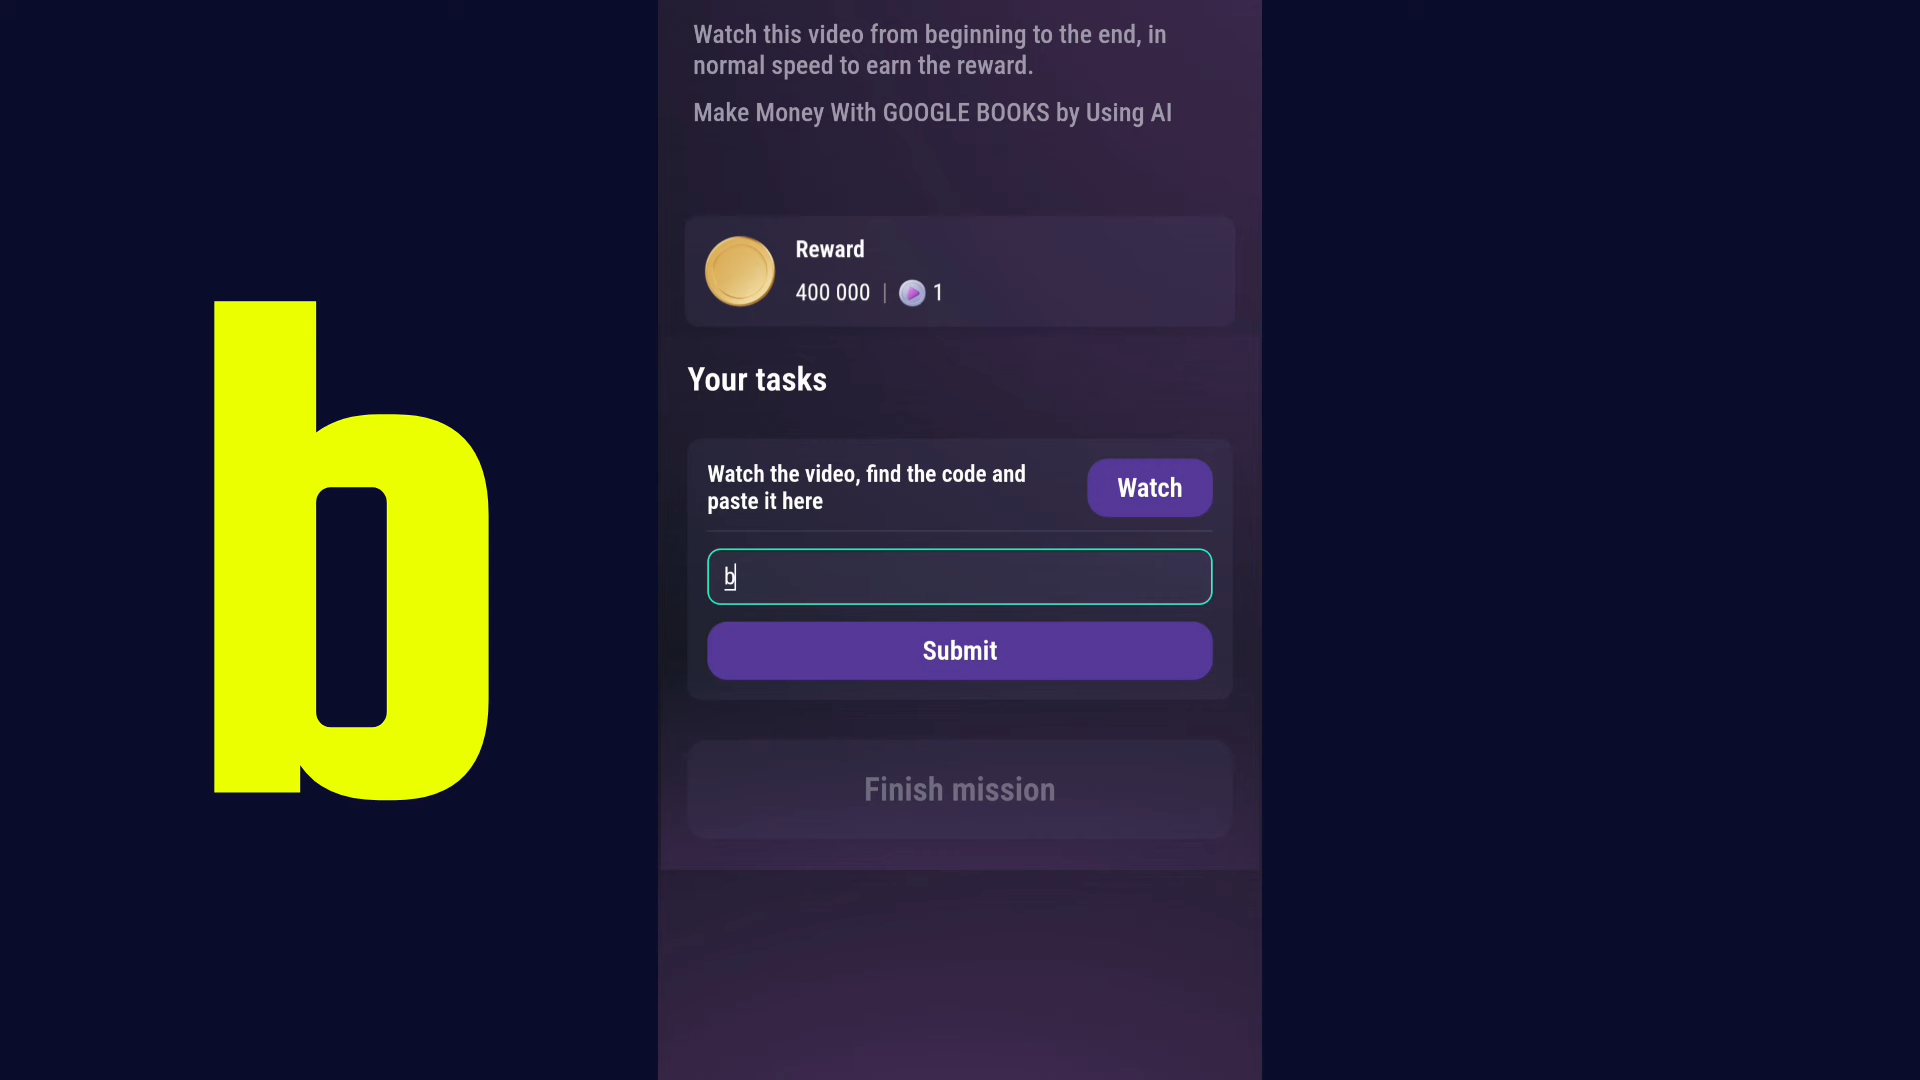 Watch this video from beginning to the end, in
normal speed to earn the reward.
Make Money With GOOGLE BOOKS by Using AI
Reward
400 000 | 1
Your tasks
Watch the video, find the code and
paste it here
Watch
b
Submit
Finish mission
b